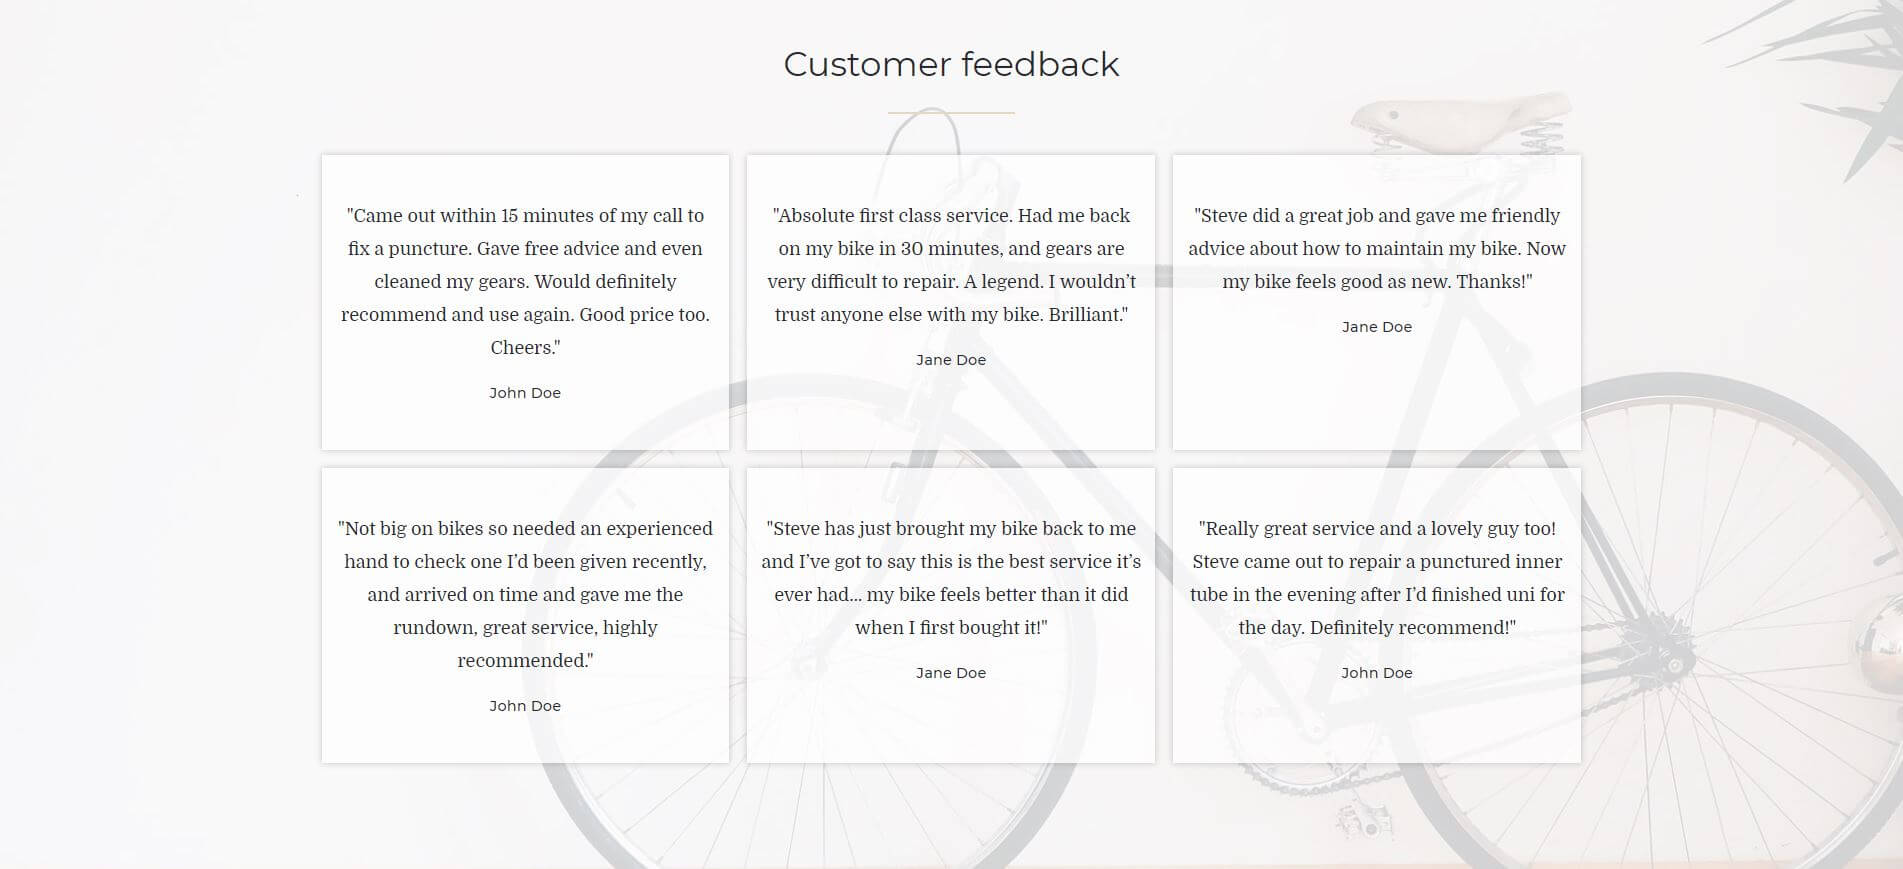 Customer feedback
"Came out within 15 minutes of my call to
fix a puncture. Gave free advice and even
cleaned my gears. Would definitely
recommend and use again. Good price too.
Cheers."
John Doe
"Absolute first class service. Had me back
on my bike in 30 minutes, and gears are
very difficult to repair. A legend. I wouldn’t
trust anyone else with my bike. Brilliant."
Jane Doe
"Steve did a great job and gave me friendly
advice about how to maintain my bike. Now
my bike feels good as new. Thanks!"
Jane Doe
"Not big on bikes so needed an experienced
hand to check one I’d been given recently,
and arrived on time and gave me the
rundown, great service, highly
recommended."
John Doe
"Steve has just brought my bike back to me
and I’ve got to say this is the best service it’s
ever had... my bike feels better than it did
when I first bought it!"
Jane Doe
"Really great service and a lovely guy too!
Steve came out to repair a punctured inner
tube in the evening after I’d finished uni for
the day. Definitely recommend!"
John Doe